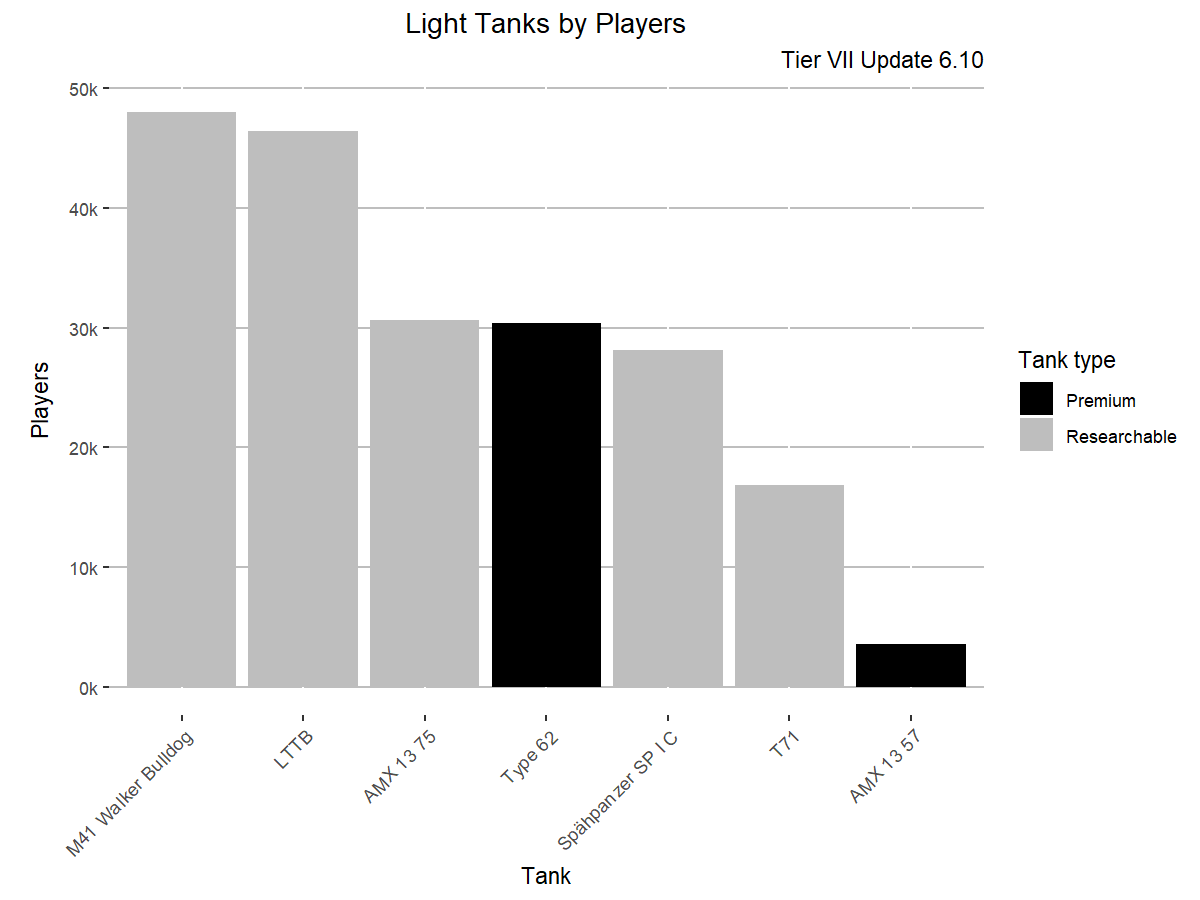 Light Tanks by Players
Tier VII Update 6.10
50k
40k
30k
20k
10k
0k
Players
M41 Walker Bulldog
LTTB
AMX 13 75
Type 62
Spähpanzer SP I C
T71
AMX 13 57
Tank
Tank type
Premium
Researchable